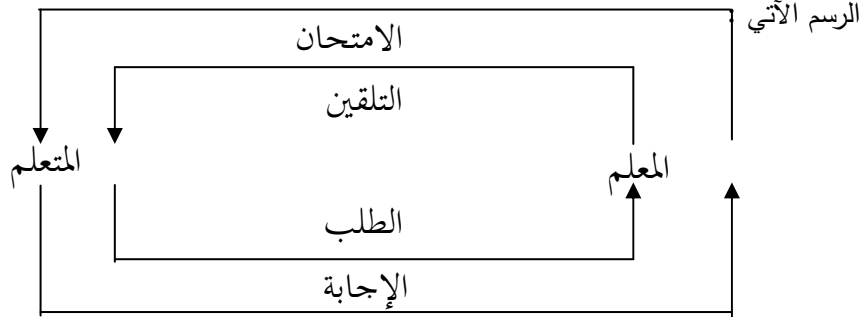 الرسم الآتي :
الامتحان
التلقين
المعلم المتعلم
الطلب
الإجابة